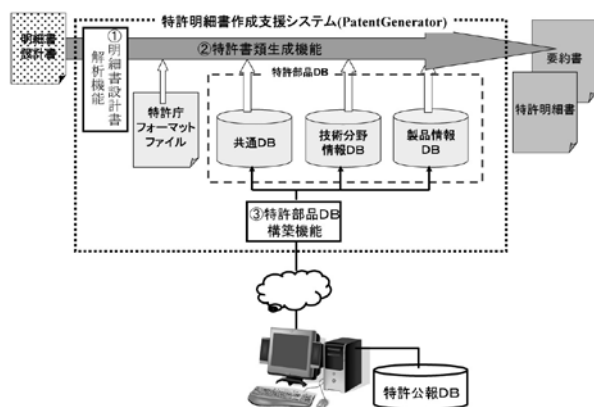 特許明細書作成支援システム(PatentGenerator)
明細書
設計書
①明細書設計書
解析機能
②特許書類生成機能
要約書
特許明細書
特許部品DB
特許庁
フォーマット
ファイル
共通DB
技術分野
情報DB
製品情報
DB
③特許部品DB
構築機能
特許公報DB